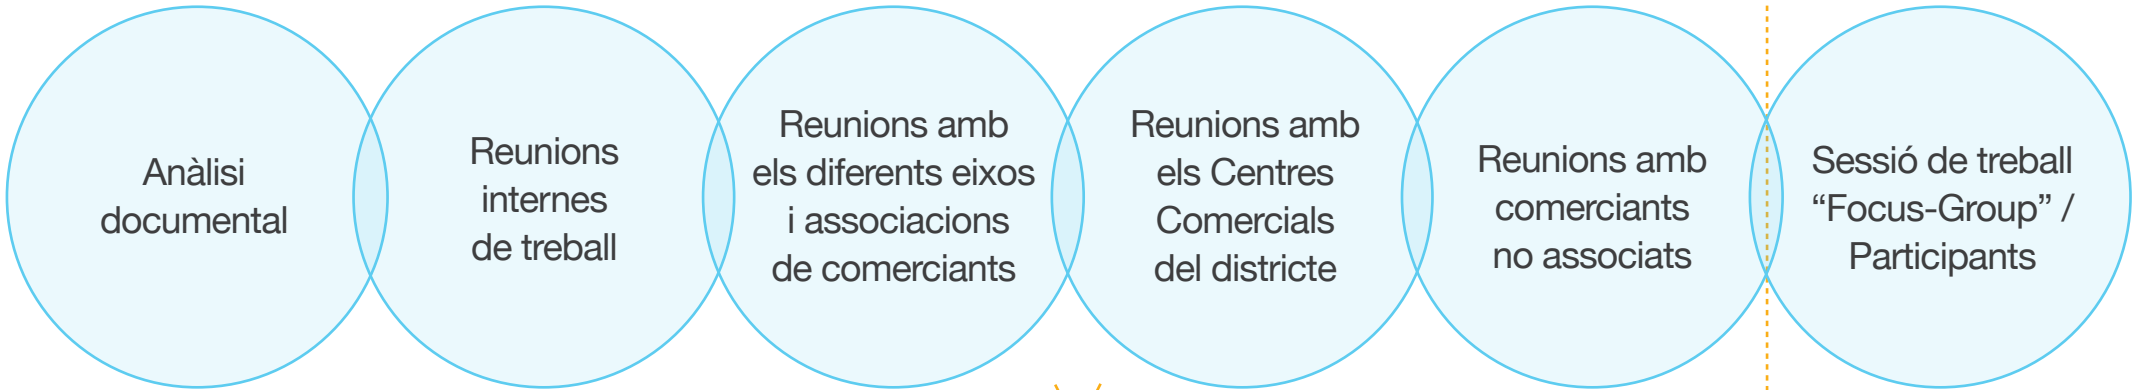 Anàlisi
documental
Reunions
internes
de treball
Reunions amb
els diferents eixos
i associacions
de comerciants
Reunions amb
els Centres
Comercials
del districte
Reunions amb
comerciants
no associats
Sessió de treball
“Focus-Group” /
Participants